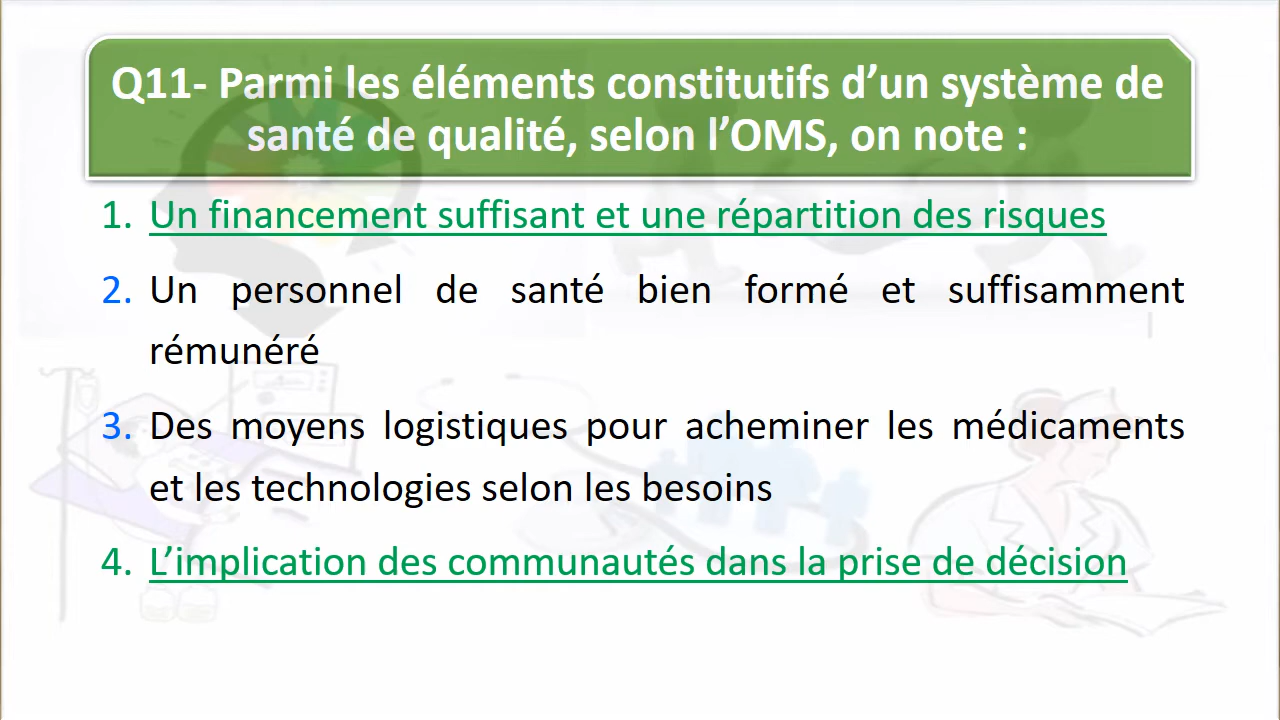 Q11- Parmi les éléments constitutifs d’un système de
santé de qualité, selon l’OMS, on note :
1. Un financement suffisant et une répartition des risques
2. Un personnel de santé bien formé et suffisamment
rémunéré
3. Des moyens logistiques pour acheminer les médicaments
et les technologies selon les besoins
4. L’implication des communautés dans la prise de décision